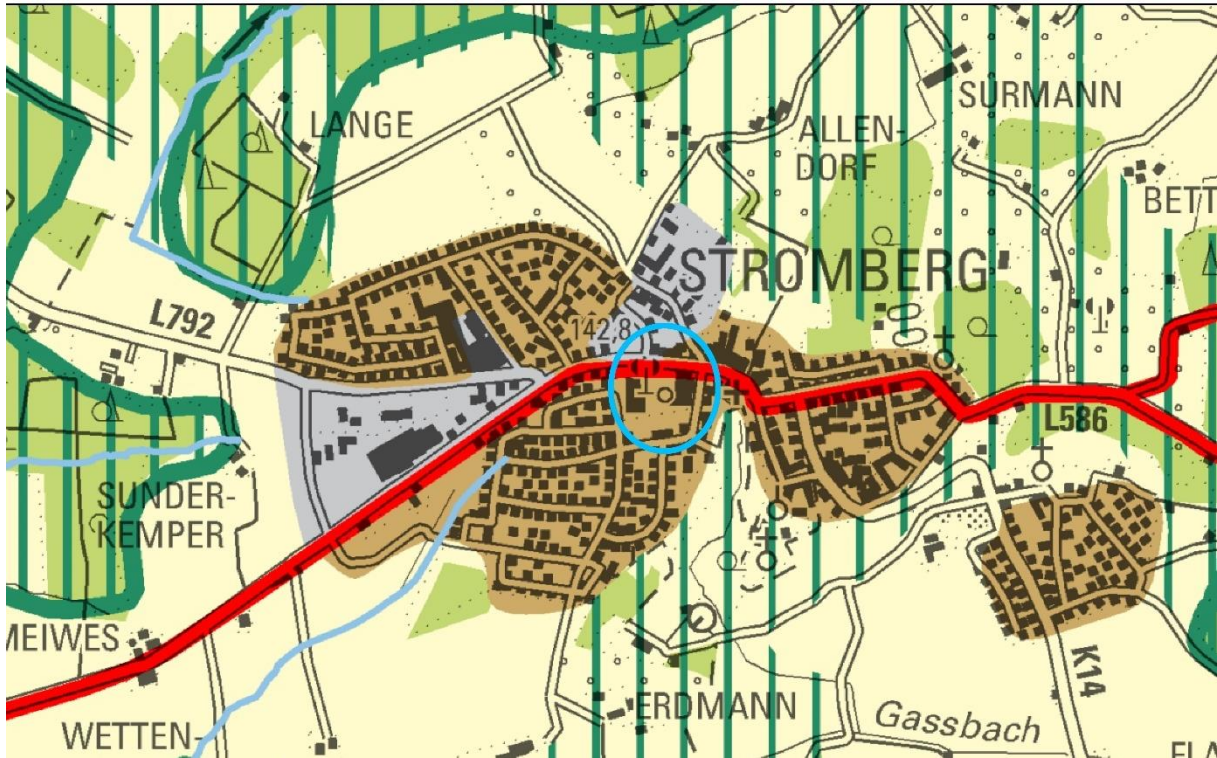 LANGE
ALLEN-
DORF
SURMANN
BETT
STROMBERG
L792
142,8
L586
SUNDER-
KEMPER
MEIWES
K14
ERDMANN
WETTEN-
Gassbach